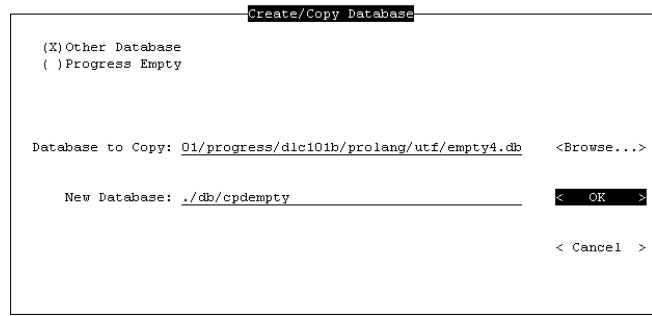 Create/Copy Database
(X)Other Database
( )Progress Empty
Database to Copy: 01/progress/dlc101b/prolang/utf/empty4.db <Browse...>
New Database: ./db/cpdempty < OK >
< Cancel >